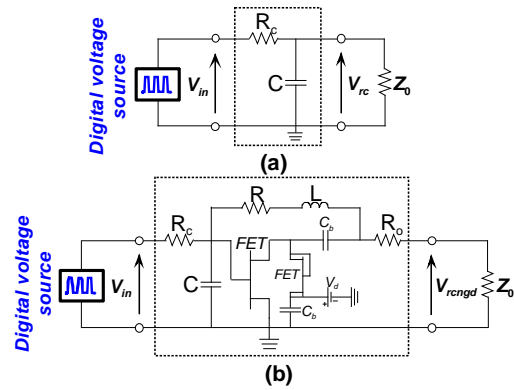 Digital voltage
source
V_in
R_c
C
V_rc
Z_0
(a)
R
L
R_c
FET
C_b
R_o
Digital voltage
source
V_in
C
FET
V_d
+ −
C_b
V_rcngd
Z_0
(b)